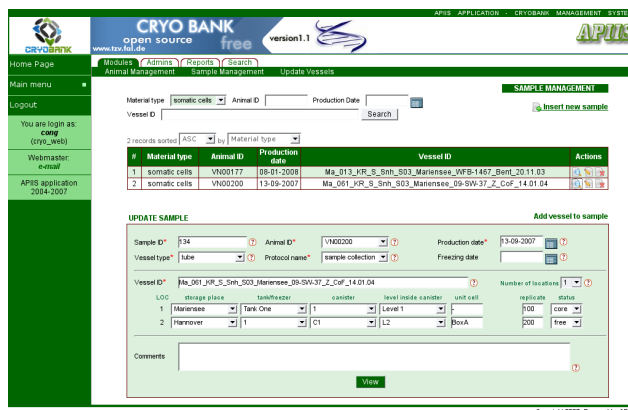 APIIS APPLICATION - CRYOBANK MANAGEMENT SYSTE
CRYOBANK
CRYO BANK
open source free version1.1
www.tzv.fal.de
APIIS
Home Page
Main menu
Logout
You are login as:
cong
(cryo_web)
Webmaster:
e-mail
APIIS application
2004-2007
Modules Admins Reports Search
Animal Management Sample Management Update Vessels
SAMPLE MANAGEMENT
Material type somatic cells Animal ID Production Date
Insert new sample
Vessel ID Search
2 records sorted ASC by Material type
# Material type Animal ID Production date Vessel ID Actions
1 somatic cells VN00177 08-01-2008 Ma_013_KR_S_Snh_S03_Mariensee_WFB-1467_Bent_20.11.03
2 somatic cells VN00200 13-09-2007 Ma_061_KR_S_Snh_S03_Mariensee_09-SW-37_Z_CoF_14.01.04
UPDATE SAMPLE
Add vessel to sample
Sample ID* 134 (?) Animal ID* VN00200 (?) Production date* 13-09-2007 (?)
Vessel type* tube (?) Protocol name* sample collection (?) Freezing date (?)
Vessel ID* Ma_061_KR_S_Snh_S03_Mariensee_09-SW-37_Z_CoF_14.01.04 (?) Number of locations 1 (?)
LOC storage place tank/freezer canister level inside canister unit cell replicate status
1 Mariensee Tank One 1 Level 1 - 100 core
2 Hannover 1 C1 L2 BoxA 200 free
Comments (?)
View